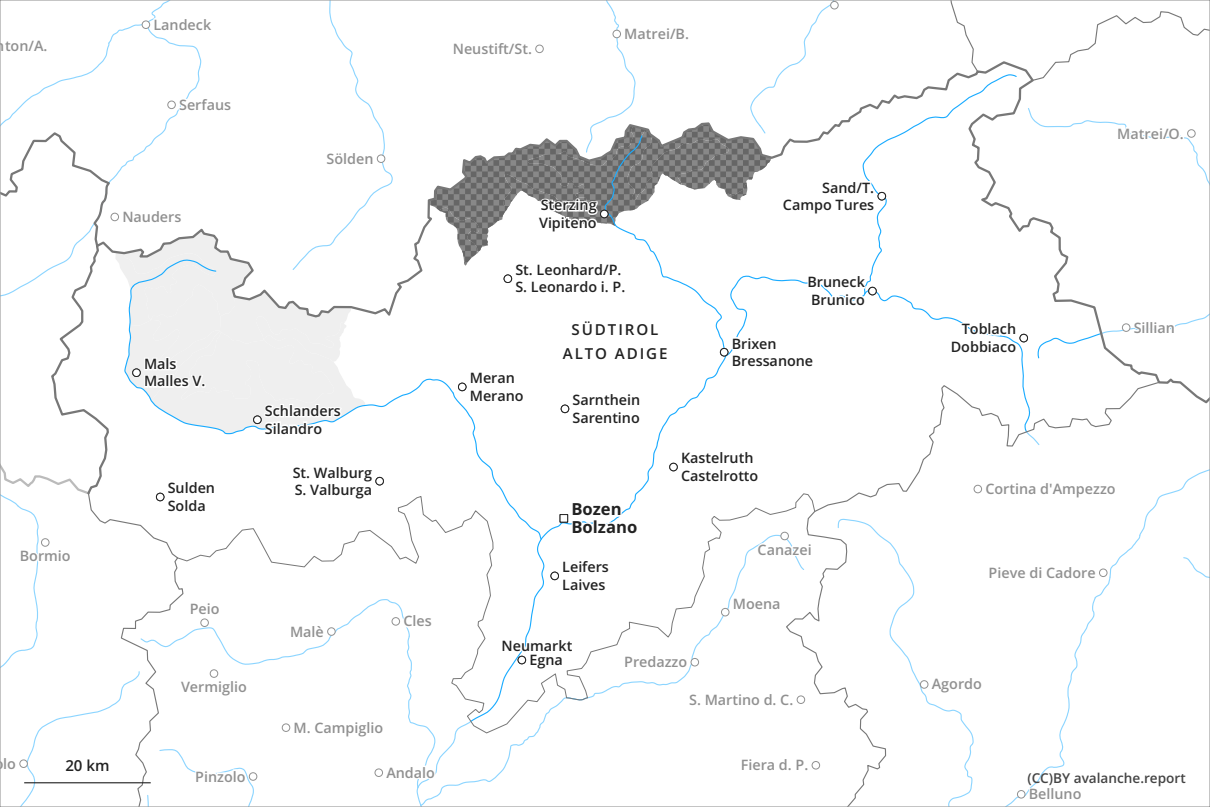 Landeck
Matrei/B.
nton/A.
Neustift/St.
Serfaus
Matrei/O.
Sölden
Sand/T.
Campo Tures
Nauders
Sterzing
Vipiteno
St. Leonhard/P.
S. Leonardo i. P.
Bruneck
Brunico
SÜDTIROL
ALTO ADIGE
Toblach
Dobbiaco
Sillian
Brixen
Bressanone
Mals
Malles V.
Meran
Merano
Sarnthein
Sarentino
Schlanders
Silandro
Kastelruth
Castelrotto
St. Walburg
S. Valburga
Sulden
Solda
Cortina d'Ampezzo
Bozen
Bolzano
Canazei
Bormio
Leifers
Laives
Pieve di Cadore
Peio
Moena
Malè
Cles
Neumarkt
Egna
Predazzo
Vermiglio
Agordo
S. Martino d. C.
M. Campiglio
olo
20 km
Pinzolo
Andalo
Fiera d. P.
(CC)BY avalanche.report
Belluno